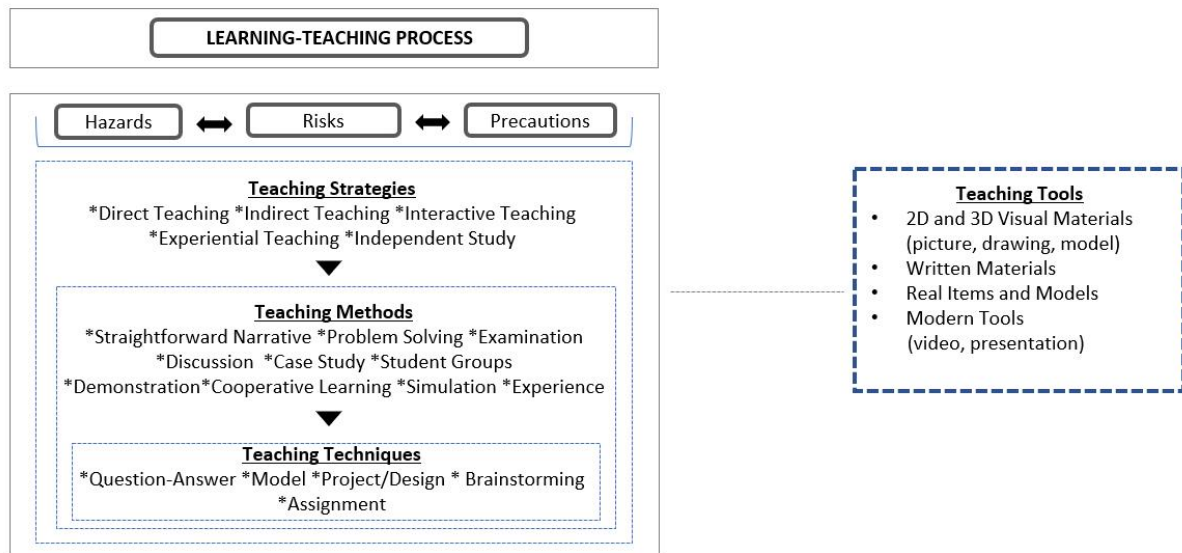 LEARNING-TEACHING PROCESS
Hazards Risks Precautions
Teaching Strategies
*Direct Teaching *Indirect Teaching *Interactive Teaching
*Experiential Teaching *Independent Study
Teaching Methods
*Straightforward Narrative *Problem Solving *Examination
*Discussion *Case Study *Student Groups
*Demonstration*Cooperative Learning *Simulation *Experience
Teaching Techniques
*Question-Answer *Model *Project/Design * Brainstorming
*Assignment
Teaching Tools
• 2D and 3D Visual Materials
(picture, drawing, model)
• Written Materials
• Real Items and Models
• Modern Tools
(video, presentation)